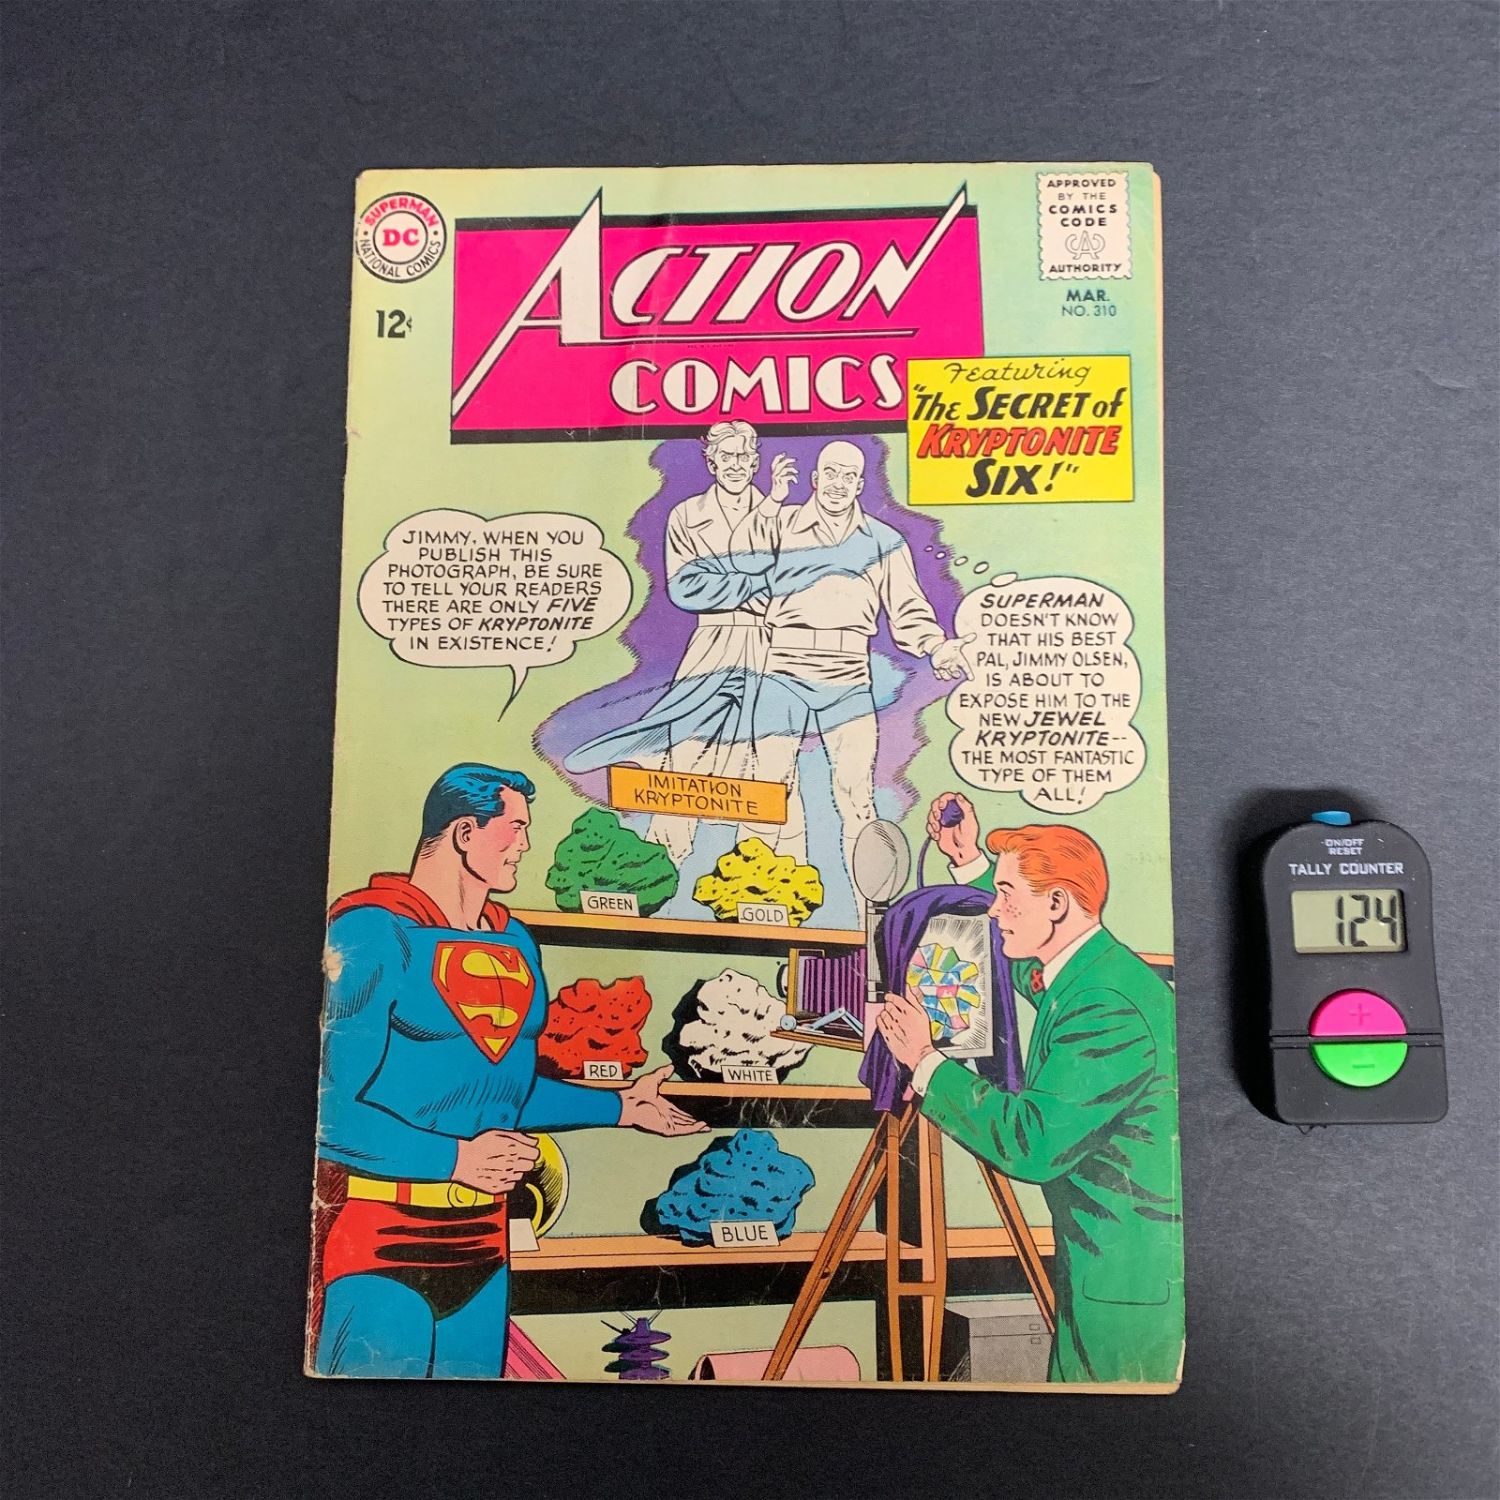 SUPERMAN
DC
NATIONAL COMICS
12¢
ACTION
COMICS
APPROVED
BY THE
COMICS
CODE
CA
AUTHORITY
MAR.
NO. 310
Featuring
"The SECRET of
KRYPTONITE
SIX!"
JIMMY, WHEN YOU
PUBLISH THIS
PHOTOGRAPH, BE SURE
TO TELL YOUR READERS
THERE ARE ONLY FIVE
TYPES OF KRYPTONITE
IN EXISTENCE!
SUPERMAN
DOESN'T KNOW
THAT HIS BEST
PAL, JIMMY OLSEN,
IS ABOUT TO
EXPOSE HIM TO THE
NEW JEWEL
KRYPTONITE--
THE MOST FANTASTIC
TYPE OF THEM
ALL!
IMITATION
KRYPTONITE
GREEN
GOLD
RED
WHITE
BLUE
S
ON/OFF
RESET
TALLY COUNTER
124
+
-